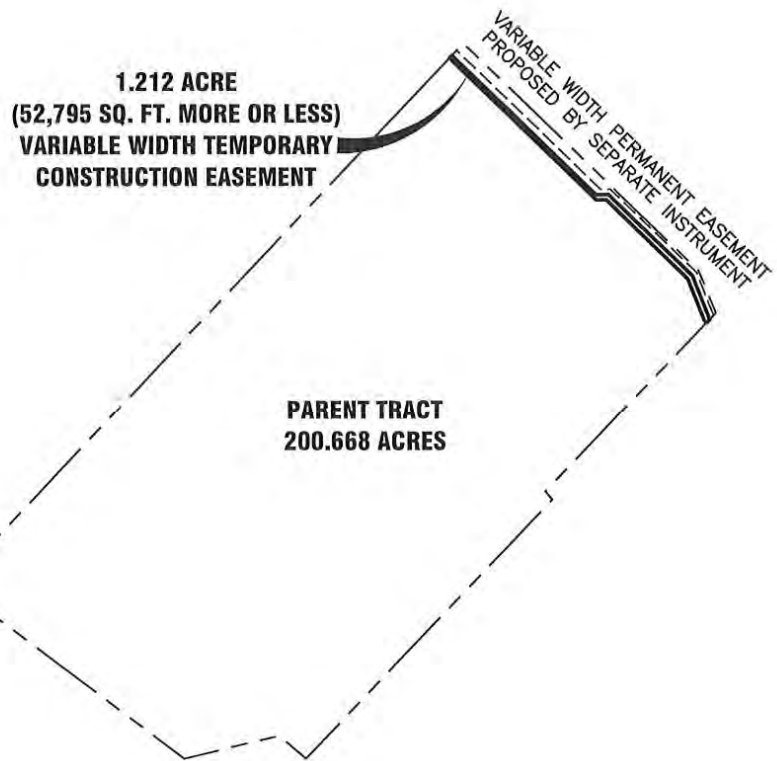 1.212 ACRE
(52,795 SQ. FT. MORE OR LESS)
VARIABLE WIDTH TEMPORARY
CONSTRUCTION EASEMENT
VARIABLE WIDTH PERMANENT EASEMENT
PROPOSED BY SEPARATE INSTRUMENT
PARENT TRACT
200.668 ACRES